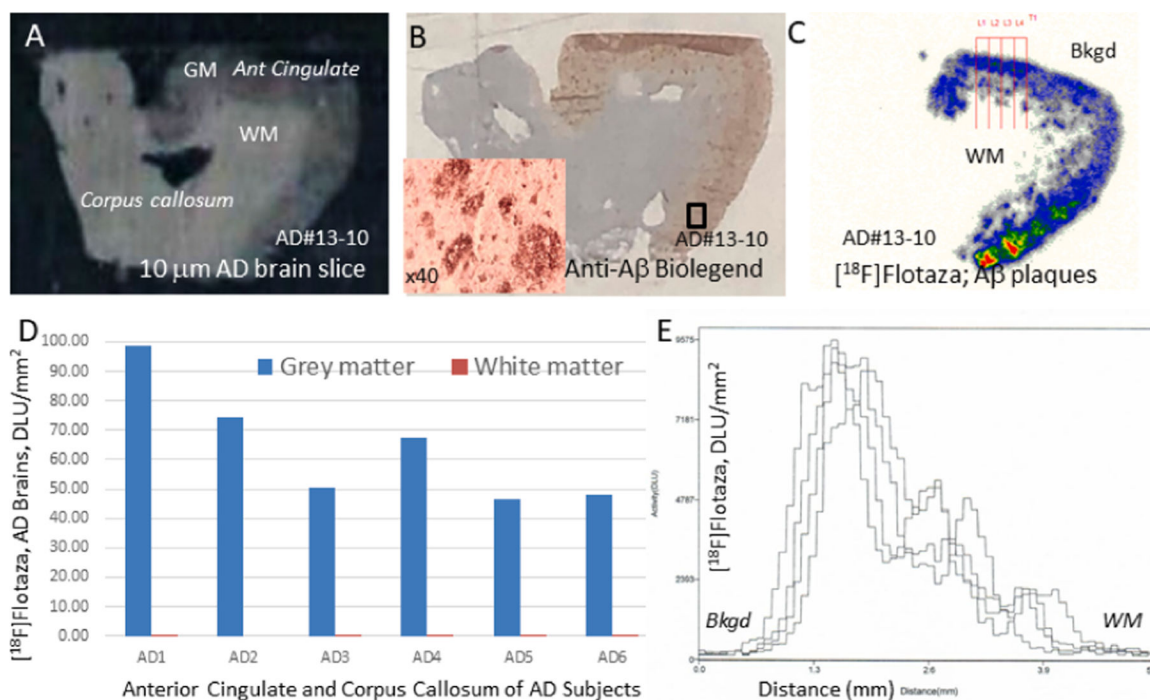 A
GM Ant Cingulate
WM
Corpus callosum
AD#13-10
10 μm AD brain slice
B
x40
AD#13-10
Anti-Aβ Biolegend
C
L1 L2 L3 L4 T1
Bkgd
WM
AD#13-10
[18F]Flotaza; Aβ plaques
D
[18F]Flotaza, AD Brains, DLU/mm2
100.00
90.00
80.00
70.00
60.00
50.00
40.00
30.00
20.00
10.00
0.00
Grey matter White matter
AD1 AD2 AD3 AD4 AD5 AD6
Anterior Cingulate and Corpus Callosum of AD Subjects
E
Activity(DLU)
[18F]Flotaza, DLU/mm2
7181
4787
Bkgd
WM
0.0 1.3 2.6 3.9
Distance (mm) Distance(mm)